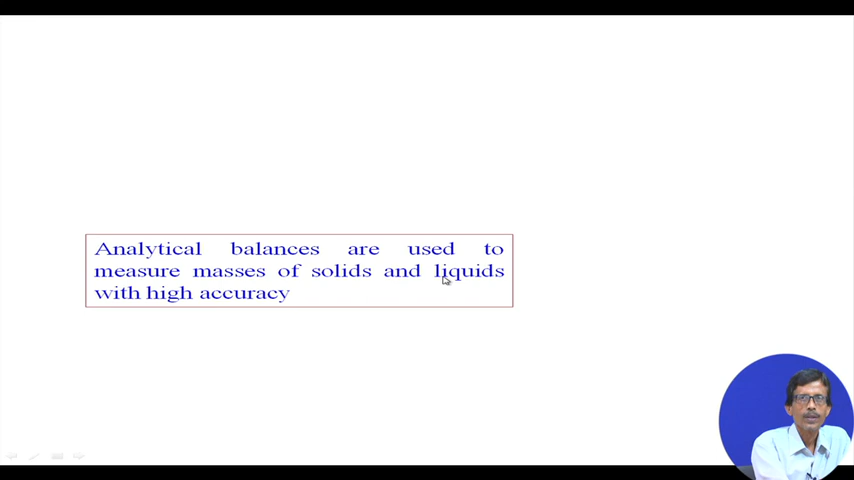 Analytical balances are used to
measure masses of solids and liquids
with high accuracy